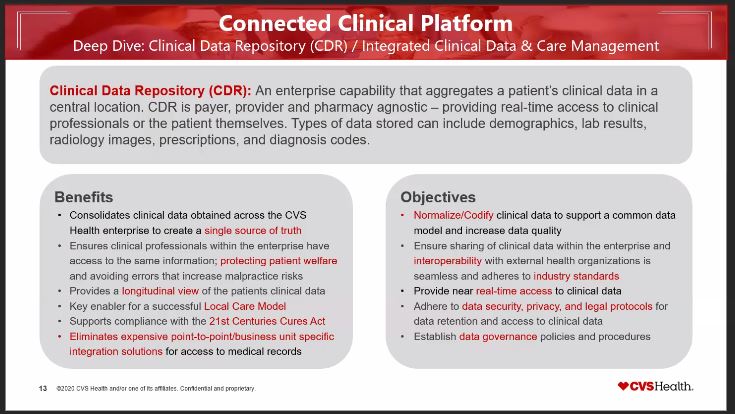 Connected Clinical Platform
Deep Dive: Clinical Data Repository (CDR) / Integrated Clinical Data & Care Management
Clinical Data Repository (CDR): An enterprise capability that aggregates a patient's clinical data in a
central location. CDR is payer, provider and pharmacy agnostic – providing real-time access to clinical
professionals or the patient themselves. Types of data stored can include demographics, lab results,
radiology images, prescriptions, and diagnosis codes.
Benefits
• Consolidates clinical data obtained across the CVS
Health enterprise to create a single source of truth
• Ensures clinical professionals within the enterprise have
access to the same information; protecting patient welfare
and avoiding errors that increase malpractice risks
• Provides a longitudinal view of the patients clinical data
• Key enabler for a successful Local Care Model
• Supports compliance with the 21st Centuries Cures Act
• Eliminates expensive point-to-point/business unit specific
integration solutions for access to medical records
Objectives
• Normalize/Codify clinical data to support a common data
model and increase data quality
• Ensure sharing of clinical data within the enterprise and
interoperability with external health organizations is
seamless and adheres to industry standards
• Provide near real-time access to clinical data
• Adhere to data security, privacy, and legal protocols for
data retention and access to clinical data
• Establish data governance policies and procedures
13 ©2020 CVS Health and/or one of its affiliates. Confidential and proprietary.
CVSHealth.